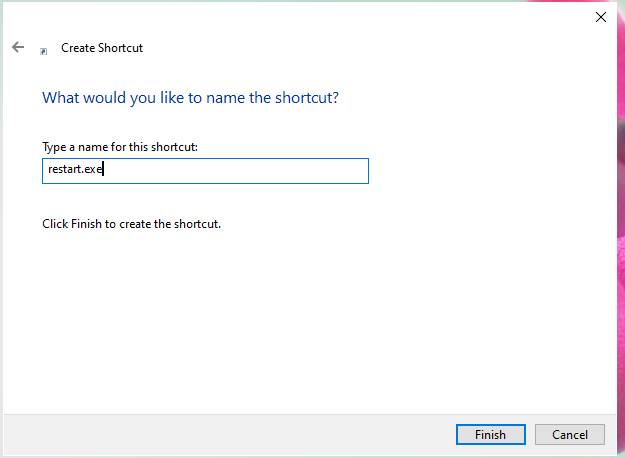 Create Shortcut
What would you like to name the shortcut?
Type a name for this shortcut:
restart.exe
Click Finish to create the shortcut.
Finish
Cancel